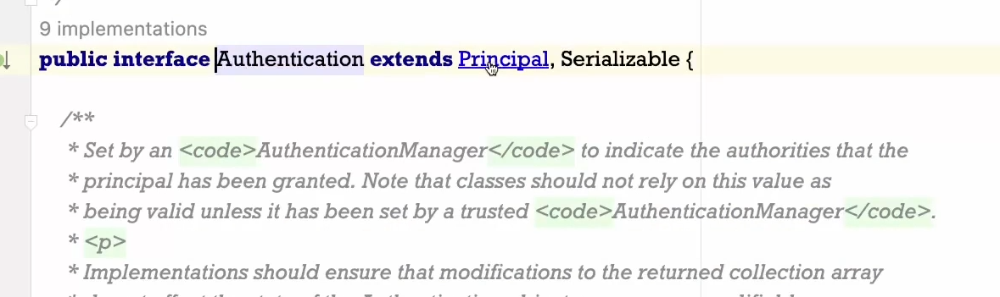 9 implementations
public interface Authentication extends Principal, Serializable {
/**
* Set by an <code>AuthenticationManager</code> to indicate the authorities that the
* principal has been granted. Note that classes should not rely on this value as
* being valid unless it has been set by a trusted <code>AuthenticationManager</code>.
* <p>
* Implementations should ensure that modifications to the returned collection array